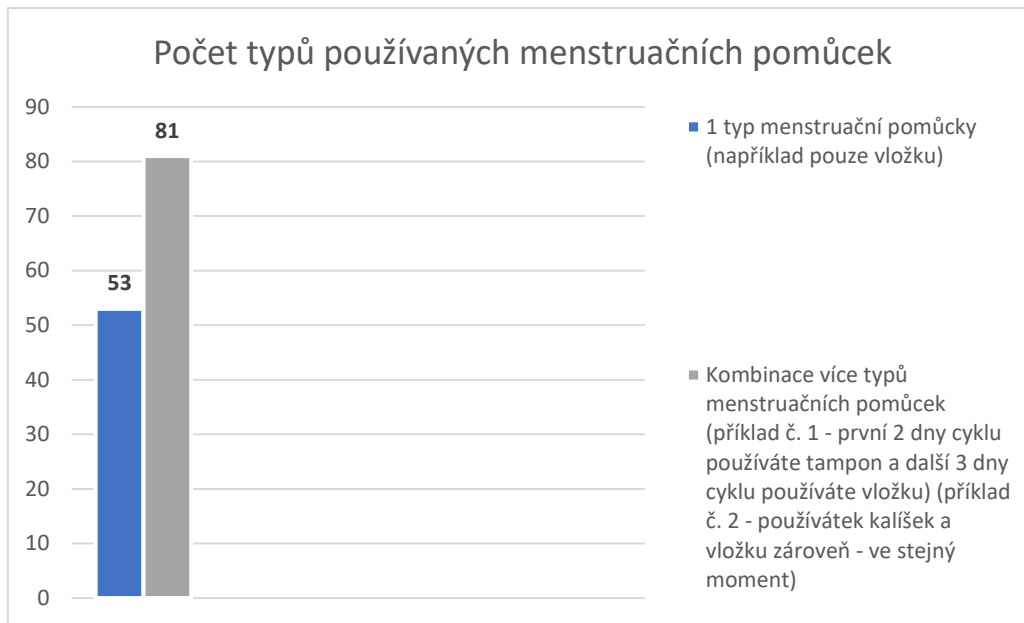 Počet typů používaných menstruačních pomůcek
90
80
70
60
50
40
30
20
10
0
53
81
1 typ menstruační pomůcky
(například pouze vložku)
Kombinace více typů
menstruačních pomůcek
(příklad č. 1 - první 2 dny cyklu
používáte tampon a další 3 dny
cyklu používáte vložku) (příklad
č. 2 - používátek kalíšek a
vložku zároveň - ve stejný
moment)